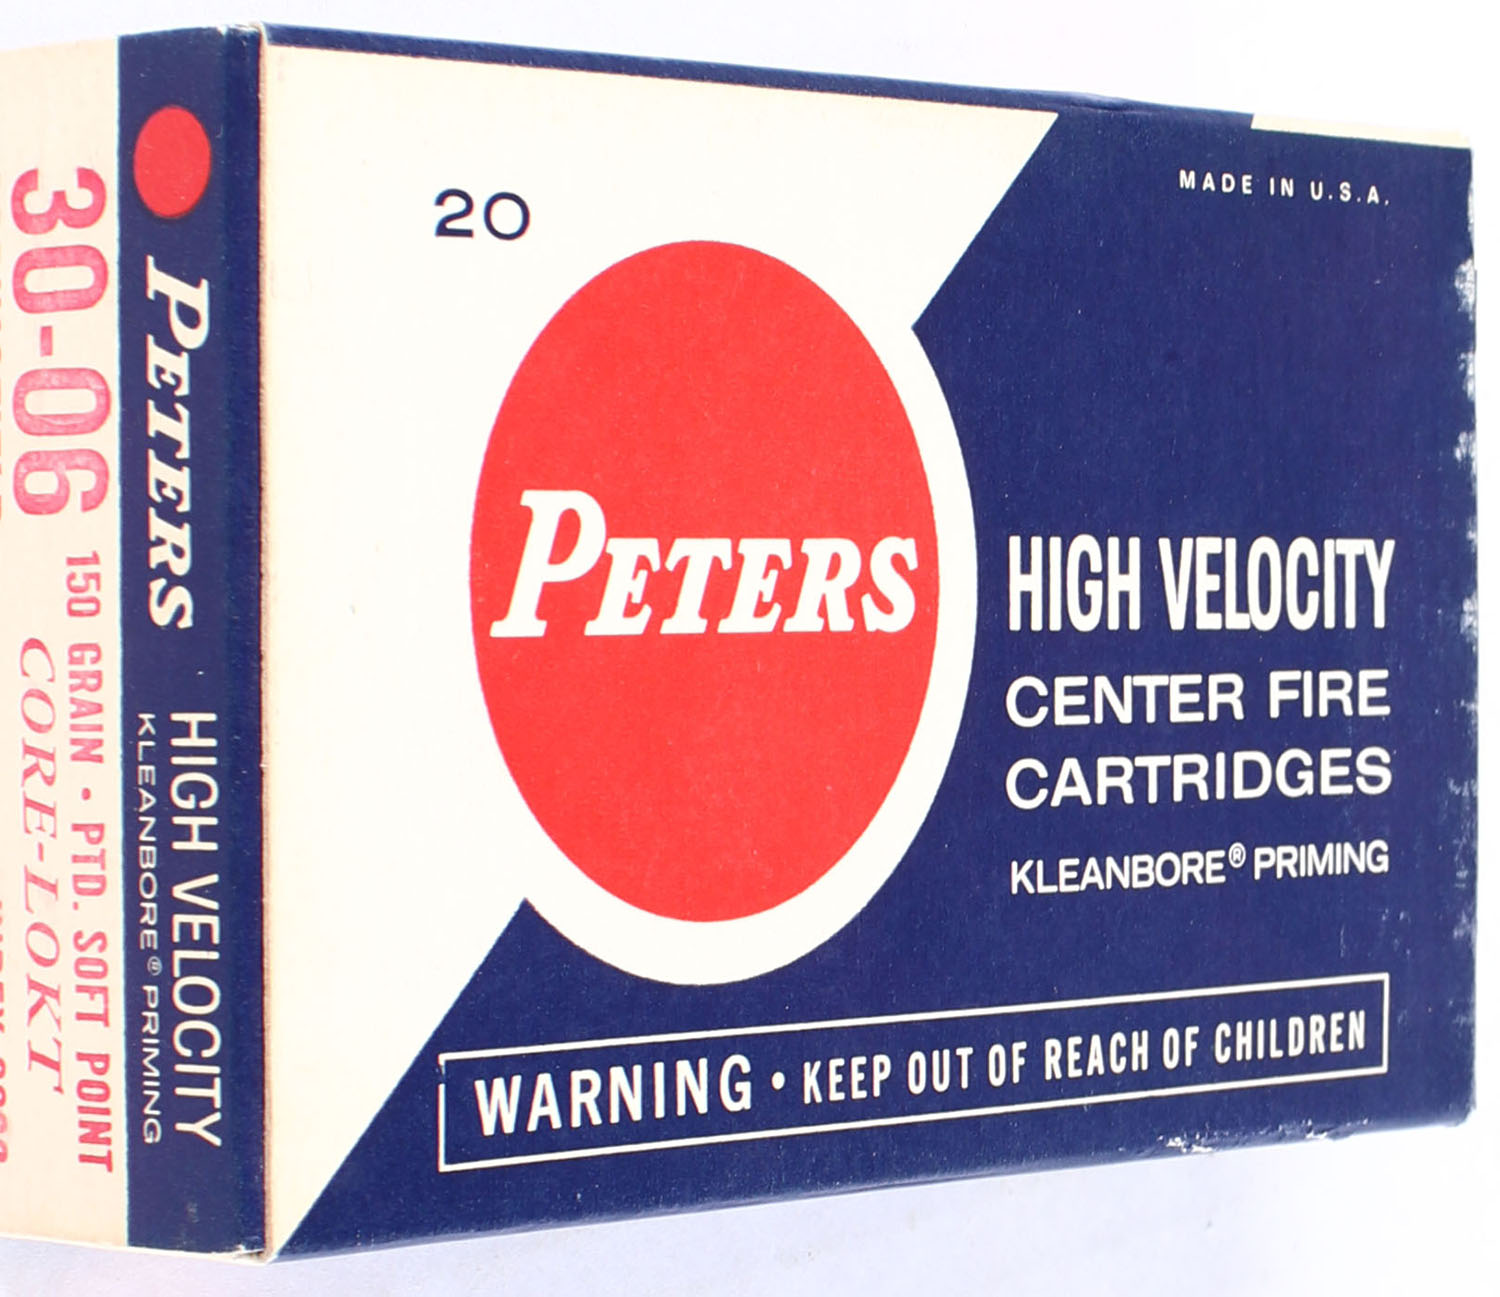 20
MADE IN U.S.A.
PETERS
HIGH VELOCITY
CENTER FIRE
CARTRIDGES
KLEANBORE® PRIMING
WARNING • KEEP OUT OF REACH OF CHILDREN
PETERS HIGH VELOCITY
KLEANBORE® PRIMING
30-06 150 GRAIN • PTD. SOFT POINT
CORE-LOKT